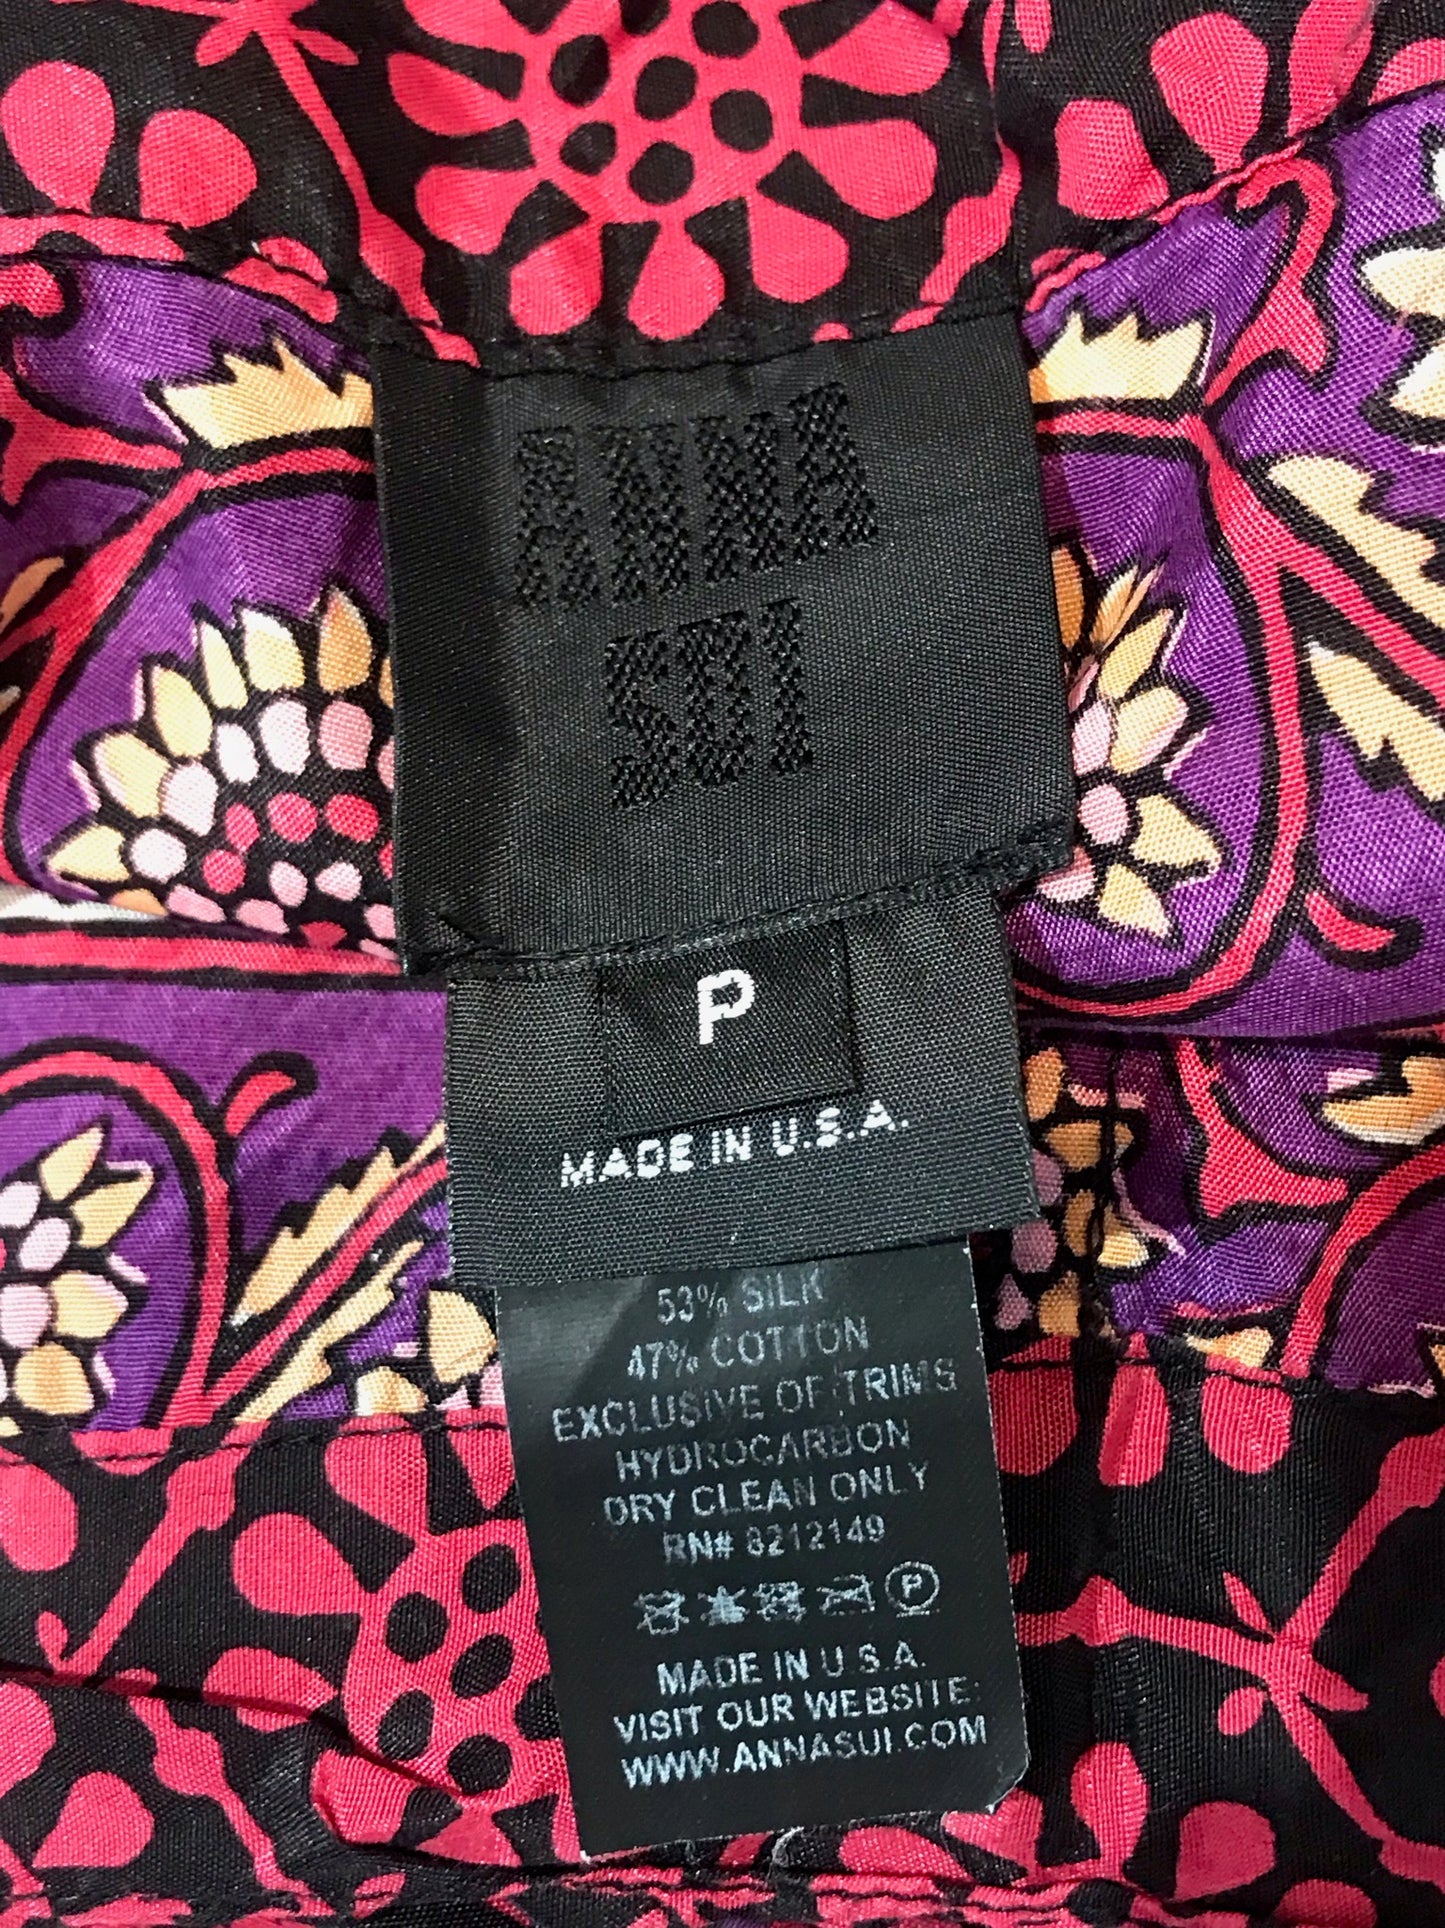 ANNA
SUI
P
MADE IN U.S.A.
53% SILK
47% COTTON
EXCLUSIVE OF TRIMS
HYDROCARBON
DRY CLEAN ONLY
RN# 8212149
P
MADE IN U.S.A.
VISIT OUR WEBSITE:
WWW.ANNASUI.COM